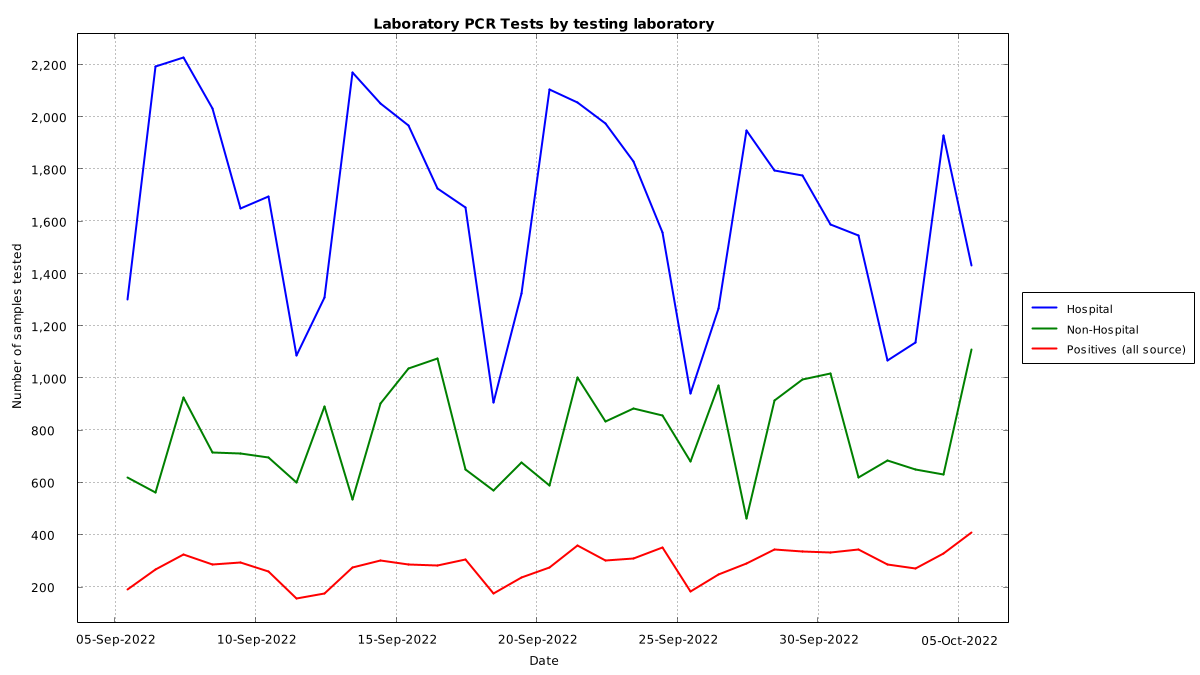 Laboratory PCR Tests by testing laboratory
2,200
2,000
1,800
1,600
1,400
1,200
1,000
800
600
400
200
Number of samples tested
05-Sep-2022
10-Sep-2022
15-Sep-2022
20-Sep-2022
25-Sep-2022
30-Sep-2022
05-Oct-2022
Date
Hospital
Non-Hospital
Positives (all source)